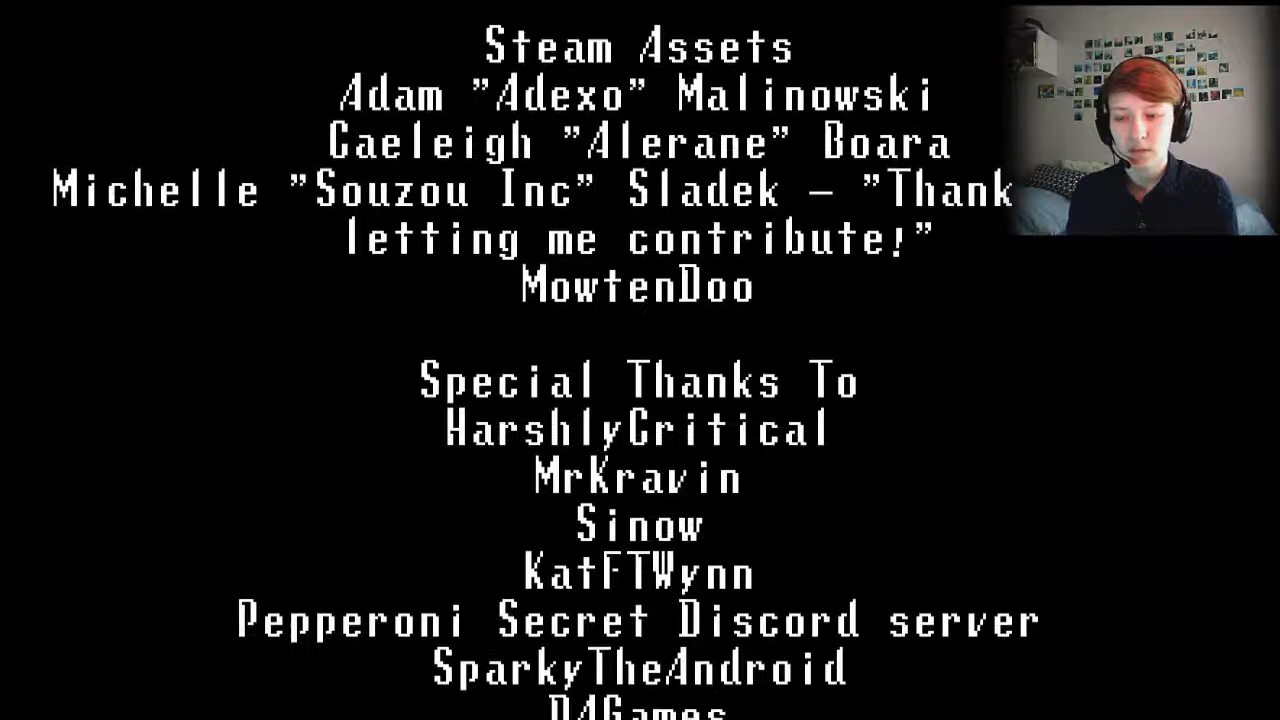 Steam Assets
Adam "Adexo" Malinowski
Caeleigh "Alerane" Boara
Michelle "Souzou Inc" Sladek - "Thank
letting me contribute!"
MowtenDoo
Special Thanks To
HarshlyCritical
MrKravin
Sinow
KatFTWynn
Pepperoni Secret Discord server
SparkyTheAndroid